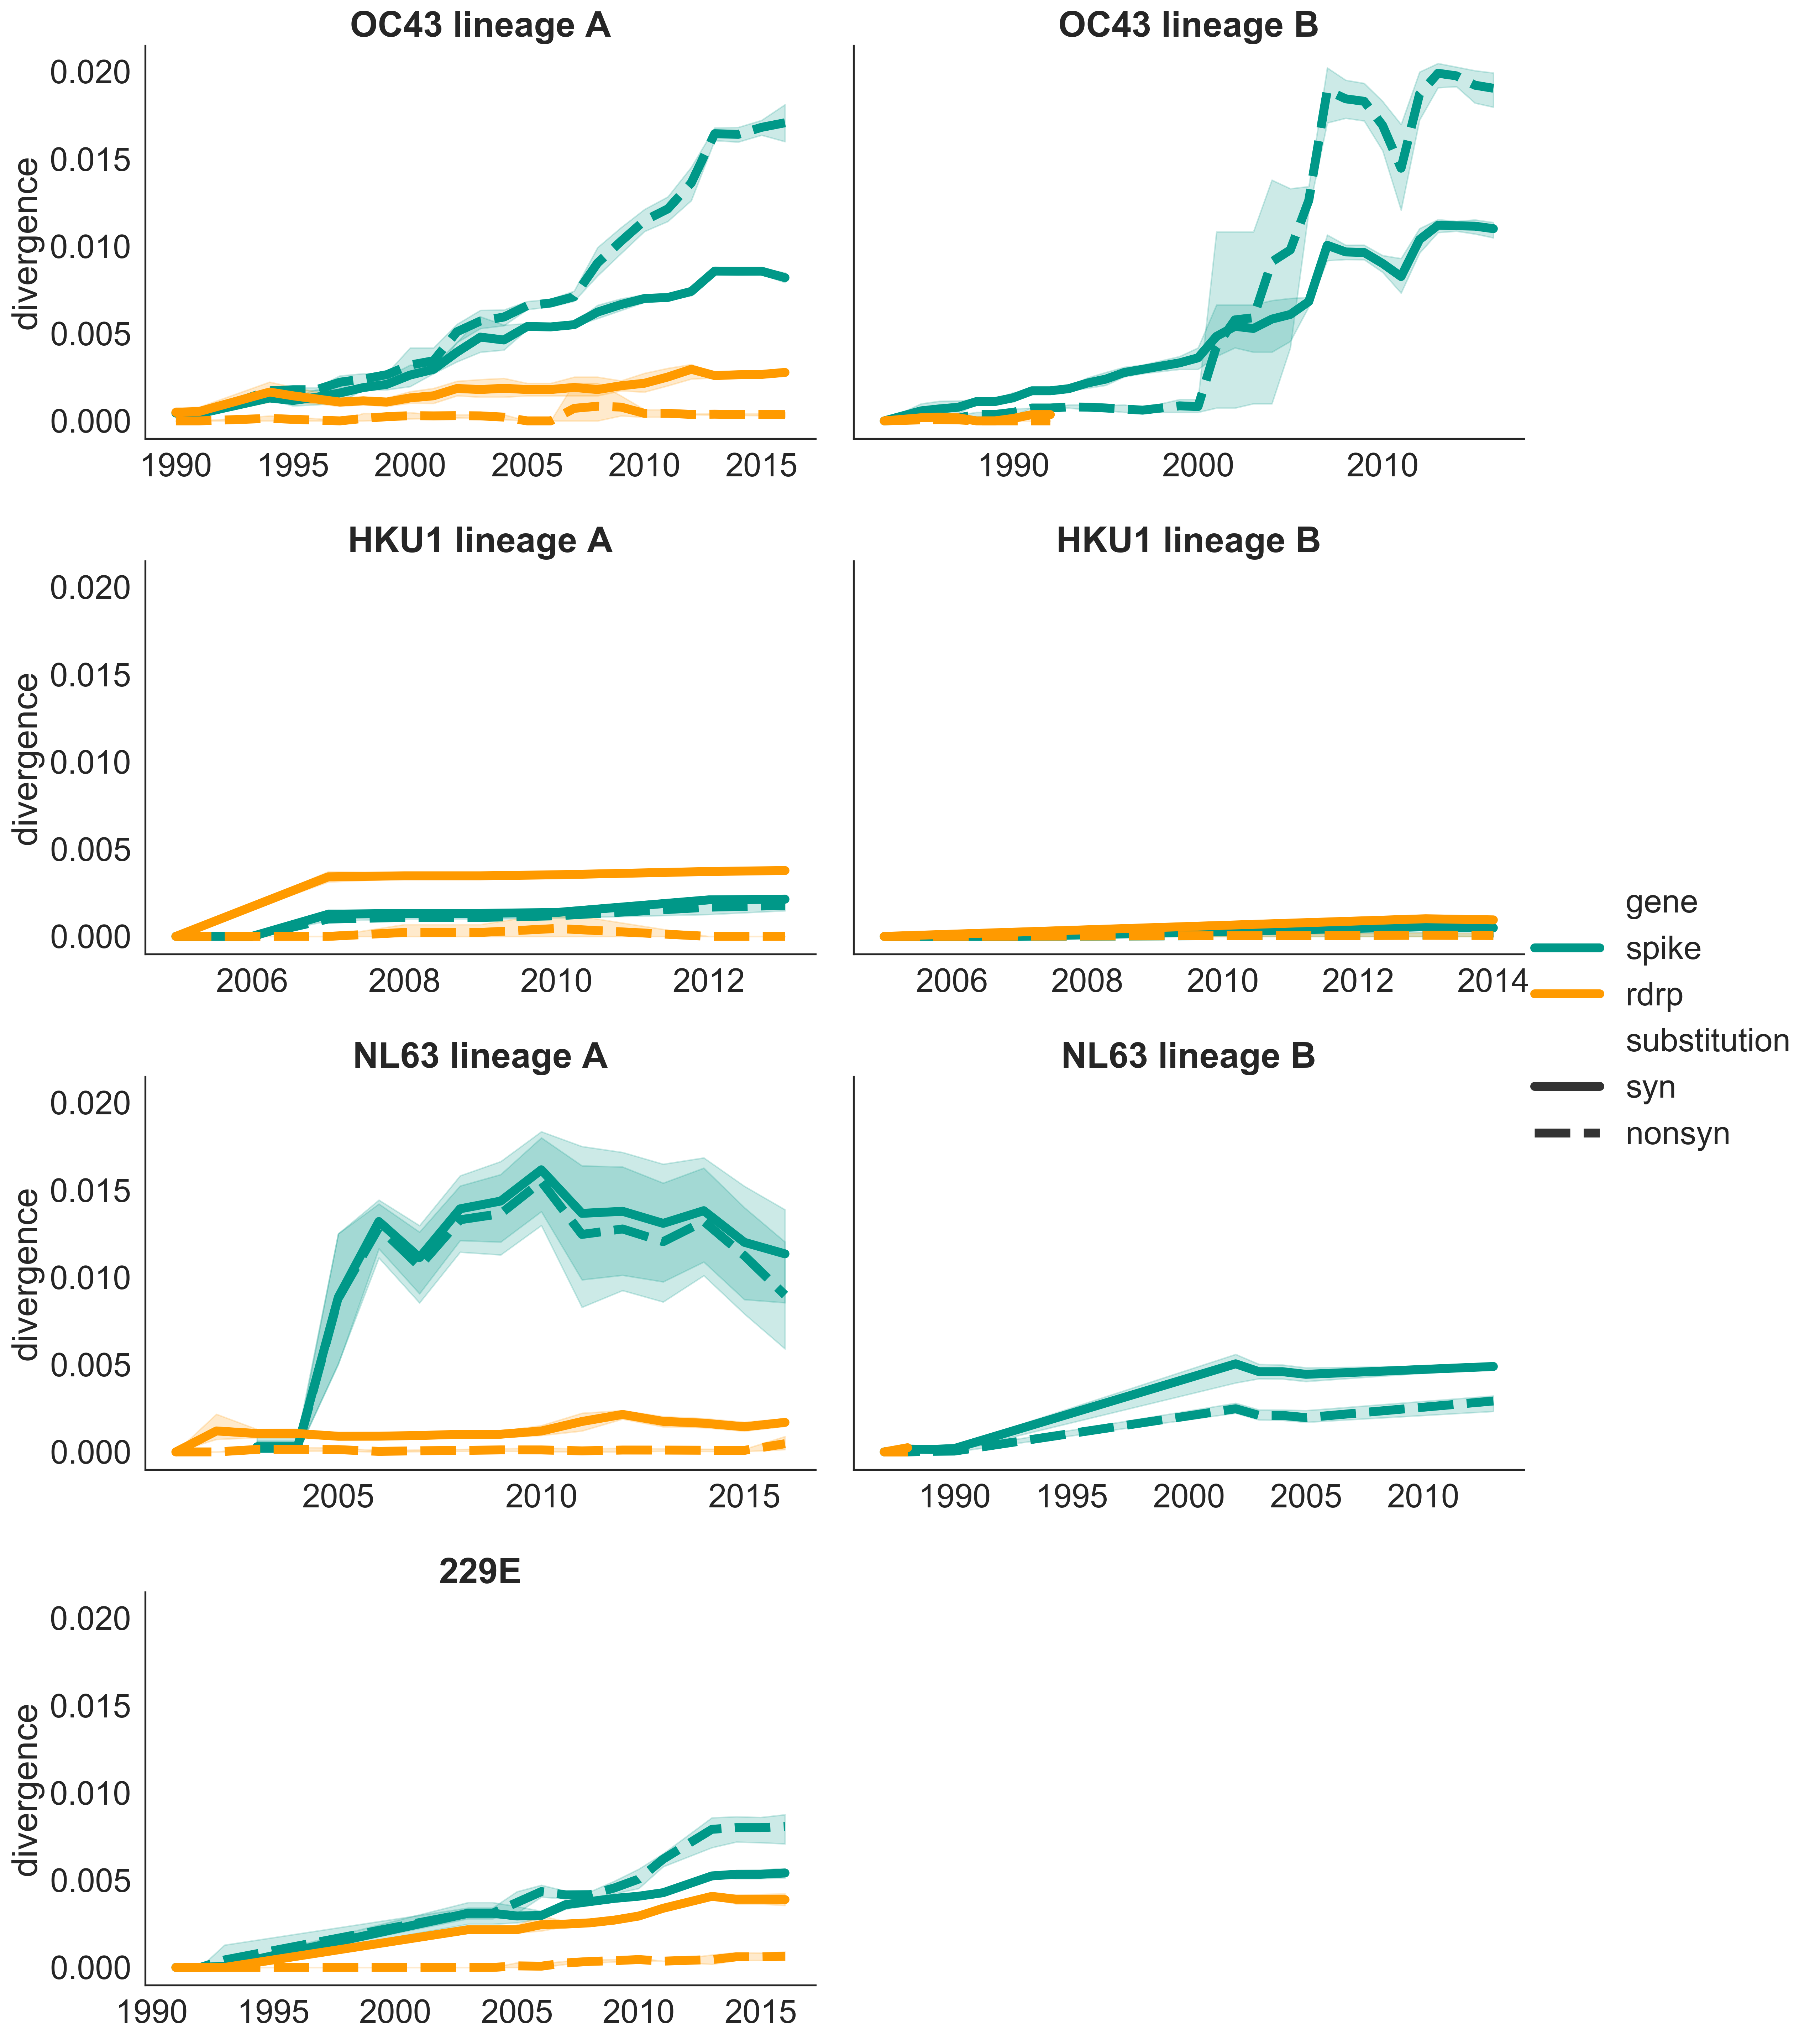 OC43 lineage A
OC43 lineage B
divergence
0.020
0.015
0.010
0.005
0.000
1990 1995 2000 2005 2010 2015
1990 2000 2010
HKU1 lineage A
HKU1 lineage B
divergence
0.020
0.015
0.010
0.005
0.000
2006 2008 2010 2012
2006 2008 2010 2012 2014
gene
spike
rdrp
substitution
syn
nonsyn
NL63 lineage A
NL63 lineage B
divergence
0.020
0.015
0.010
0.005
0.000
2005 2010 2015
1990 1995 2000 2005 2010
229E
divergence
0.020
0.015
0.010
0.005
0.000
1990 1995 2000 2005 2010 2015